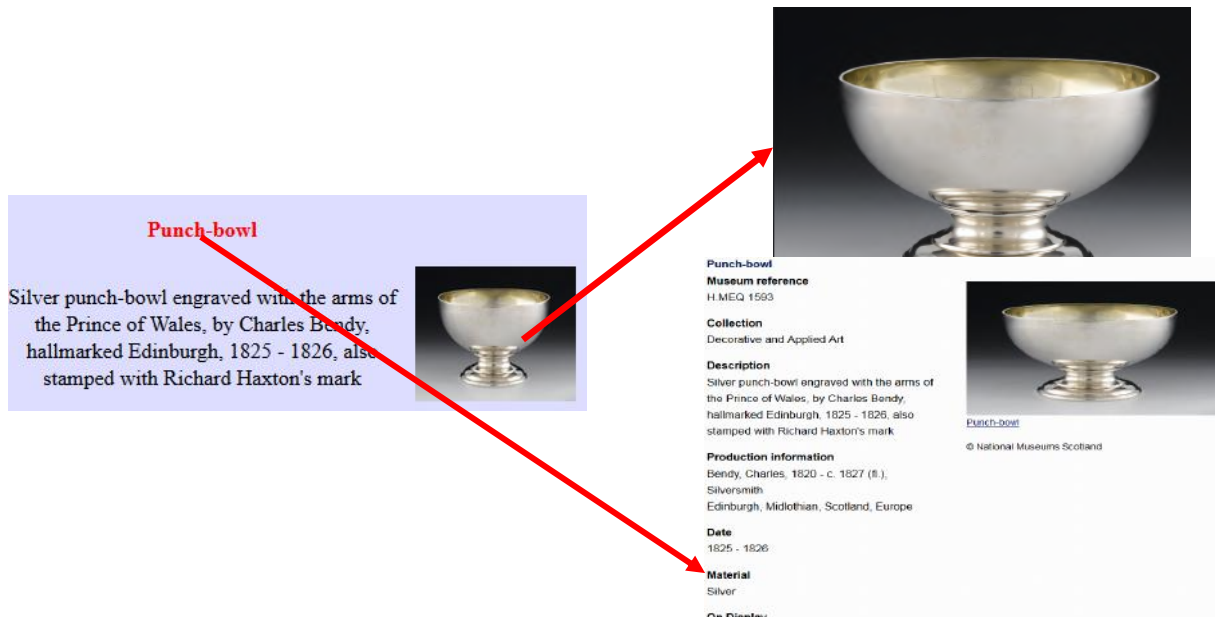 Punch-bowl
Silver punch-bowl engraved with the arms of
the Prince of Wales, by Charles Bendy,
hallmarked Edinburgh, 1825 - 1826, also
stamped with Richard Haxton's mark
Punch-bowl
Museum reference
H.MEQ 1593
Collection
Decorative and Applied Art
Description
Silver punch-bowl engraved with the arms of
the Prince of Wales, by Charles Bendy,
hallmarked Edinburgh, 1825 - 1826, also
stamped with Richard Haxton's mark
Production information
Bendy, Charles, 1820 - c. 1827 (fl.),
Silversmith
Edinburgh, Midlothian, Scotland, Europe
Date
1825 - 1826
Material
Silver
On Display
Punch-bowl
© National Museums Scotland